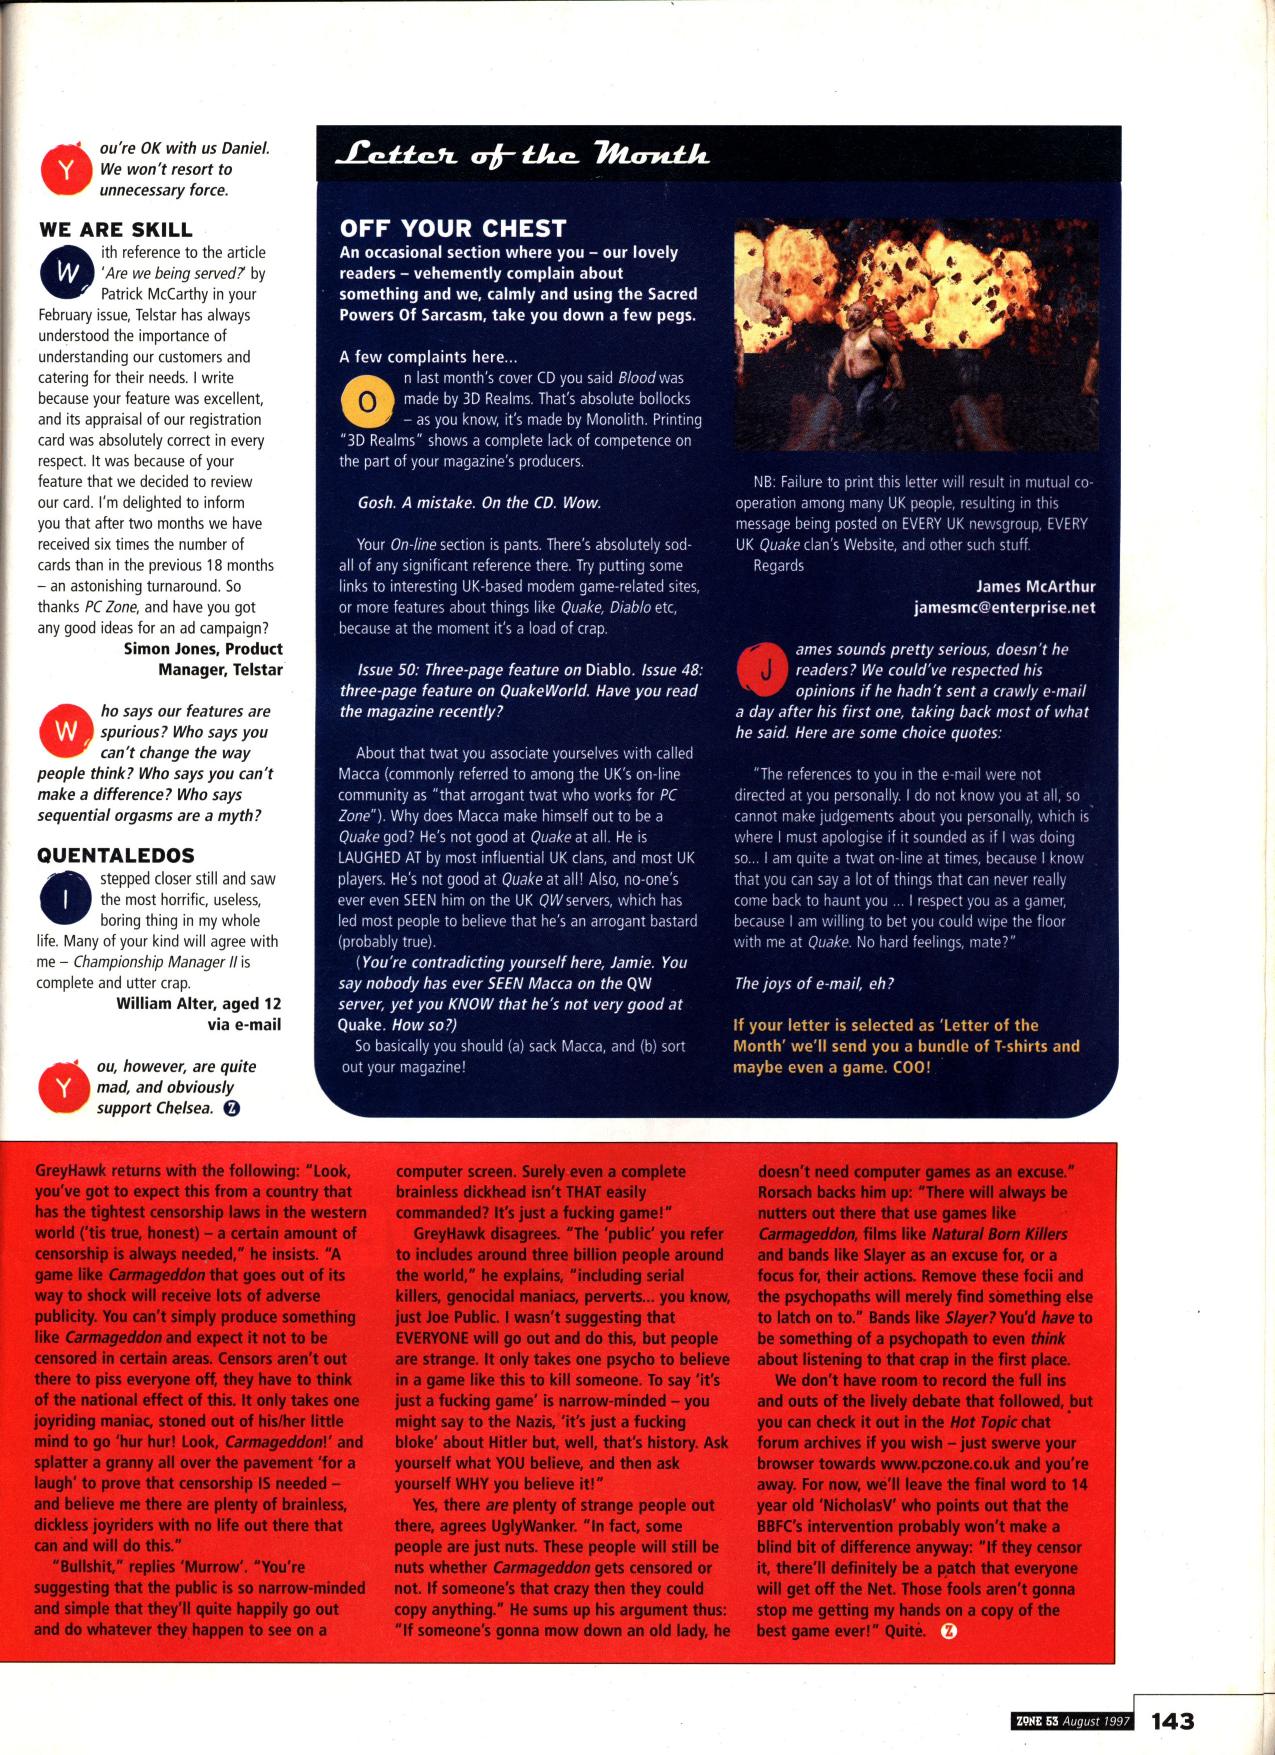 You're OK with us Daniel.
We won't resort to
unnecessary force.
WE ARE SKILL
With reference to the article
'Are we being served?' by
Patrick McCarthy in your
February issue, Telstar has always
understood the importance of
understanding our customers and
catering for their needs. I write
because your feature was excellent,
and its appraisal of our registration
card was absolutely correct in every
respect. It was because of your
feature that we decided to review
our card. I'm delighted to inform
you that after two months we have
received six times the number of
cards than in the previous 18 months
– an astonishing turnaround. So
thanks PC Zone, and have you got
any good ideas for an ad campaign?
Simon Jones, Product
Manager, Telstar
Who says our features are
spurious? Who says you
can't change the way
people think? Who says you can't
make a difference? Who says
sequential orgasms are a myth?
QUENTALEDOS
I stepped closer still and saw
the most horrific, useless,
boring thing in my whole
life. Many of your kind will agree with
me – Championship Manager II is
complete and utter crap.
William Alter, aged 12
via e-mail
You, however, are quite
mad, and obviously
support Chelsea. Z
Letter of the Month
OFF YOUR CHEST
An occasional section where you – our lovely
readers – vehemently complain about
something and we, calmly and using the Sacred
Powers Of Sarcasm, take you down a few pegs.
A few complaints here...
On last month's cover CD you said Blood was
made by 3D Realms. That's absolute bollocks
– as you know, it's made by Monolith. Printing
"3D Realms" shows a complete lack of competence on
the part of your magazine's producers.
Gosh. A mistake. On the CD. Wow.
Your On-line section is pants. There's absolutely sod-
all of any significant reference there. Try putting some
links to interesting UK-based modem game-related sites,
or more features about things like Quake, Diablo etc,
because at the moment it's a load of crap.
Issue 50: Three-page feature on Diablo. Issue 48:
three-page feature on QuakeWorld. Have you read
the magazine recently?
About that twat you associate yourselves with called
Macca (commonly referred to among the UK's on-line
community as "that arrogant twat who works for PC
Zone"). Why does Macca make himself out to be a
Quake god? He's not good at Quake at all. He is
LAUGHED AT by most influential UK clans, and most UK
players. He's not good at Quake at all! Also, no-one's
ever even SEEN him on the UK QW servers, which has
led most people to believe that he's an arrogant bastard
(probably true).
(You're contradicting yourself here, Jamie. You
say nobody has ever SEEN Macca on the QW
server, yet you KNOW that he's not very good at
Quake. How so?)
So basically you should (a) sack Macca, and (b) sort
out your magazine!
NB: Failure to print this letter will result in mutual co-
operation among many UK people, resulting in this
message being posted on EVERY UK newsgroup, EVERY
UK Quake clan's Website, and other such stuff.
Regards
James McArthur
jamesmc@enterprise.net
James sounds pretty serious, doesn't he
readers? We could've respected his
opinions if he hadn't sent a crawly e-mail
a day after his first one, taking back most of what
he said. Here are some choice quotes:
"The references to you in the e-mail were not
directed at you personally. I do not know you at all, so
cannot make judgements about you personally, which is
where I must apologise if it sounded as if I was doing
so... I am quite a twat on-line at times, because I know
that you can say a lot of things that can never really
come back to haunt you ... I respect you as a gamer,
because I am willing to bet you could wipe the floor
with me at Quake. No hard feelings, mate?"
The joys of e-mail, eh?
If your letter is selected as 'Letter of the
Month' we'll send you a bundle of T-shirts and
maybe even a game. COO!
GreyHawk returns with the following: "Look,
you've got to expect this from a country that
has the tightest censorship laws in the western
world ('tis true, honest) – a certain amount of
censorship is always needed," he insists. "A
game like Carmageddon that goes out of its
way to shock will receive lots of adverse
publicity. You can't simply produce something
like Carmageddon and expect it not to be
censored in certain areas. Censors aren't out
there to piss everyone off, they have to think
of the national effect of this. It only takes one
joyriding maniac, stoned out of his/her little
mind to go 'hur hur! Look, Carmageddon!' and
splatter a granny all over the pavement 'for a
laugh' to prove that censorship IS needed –
and believe me there are plenty of brainless,
dickless joyriders with no life out there that
can and will do this."
"Bullshit," replies 'Murrow'. "You're
suggesting that the public is so narrow-minded
and simple that they'll quite happily go out
and do whatever they happen to see on a
computer screen. Surely even a complete
brainless dickhead isn't THAT easily
commanded? It's just a fucking game!"
GreyHawk disagrees. "The 'public' you refer
to includes around three billion people around
the world," he explains, "including serial
killers, genocidal maniacs, perverts... you know,
just Joe Public. I wasn't suggesting that
EVERYONE will go out and do this, but people
are strange. It only takes one psycho to believe
in a game like this to kill someone. To say 'it's
just a fucking game' is narrow-minded – you
might say to the Nazis, 'it's just a fucking
bloke' about Hitler but, well, that's history. Ask
yourself what YOU believe, and then ask
yourself WHY you believe it!"
Yes, there are plenty of strange people out
there, agrees UglyWanker. "In fact, some
people are just nuts. These people will still be
nuts whether Carmageddon gets censored or
not. If someone's that crazy then they could
copy anything." He sums up his argument thus:
"If someone's gonna mow down an old lady, he
doesn't need computer games as an excuse."
Rorsach backs him up: "There will always be
nutters out there that use games like
Carmageddon, films like Natural Born Killers
and bands like Slayer as an excuse for, or a
focus for, their actions. Remove these focii and
the psychopaths will merely find something else
to latch on to." Bands like Slayer? You'd have to
be something of a psychopath to even think
about listening to that crap in the first place.
We don't have room to record the full ins
and outs of the lively debate that followed, but
you can check it out in the Hot Topic chat
forum archives if you wish – just swerve your
browser towards www.pczone.co.uk and you're
away. For now, we'll leave the final word to 14
year old 'NicholasV' who points out that the
BBFC's intervention probably won't make a
blind bit of difference anyway: "If they censor
it, there'll definitely be a patch that everyone
will get off the Net. Those fools aren't gonna
stop me getting my hands on a copy of the
best game ever!" Quite. Z
ZONE 53 August 1997 143